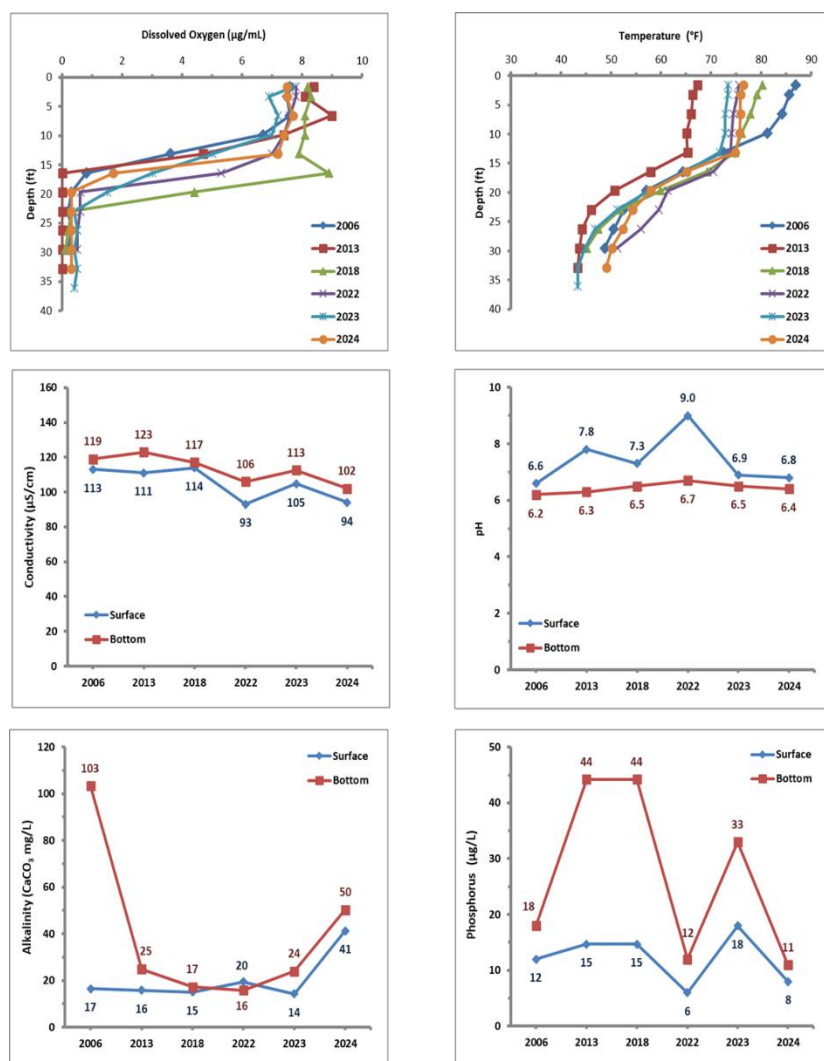 Dissolved Oxygen (µg/mL)
0 2 4 6 8 10
0
5
10
15
20
25
30
35
40
Depth (ft)
2006
2013
2018
2022
2023
2024
Temperature (°F)
30 40 50 60 70 80 90
0
5
10
15
20
25
30
35
40
Depth (ft)
2006
2013
2018
2022
2023
2024
160
140
120
100
80
60
40
20
0
Conductivity (µS/cm)
119 123 117 106 113 102
113 111 114 93 105 94
Surface
Bottom
2006 2013 2018 2022 2023 2024
10
8
6
4
2
0
pH
6.6 7.8 7.3 9.0 6.9 6.8
6.2 6.3 6.5 6.7 6.5 6.4
Surface
Bottom
2006 2013 2018 2022 2023 2024
120
100
80
60
40
20
0
Alkalinity (CaCO₃ mg/L)
Surface
Bottom
103 25 17 20 24 50
17 16 15 16 14 41
2006 2013 2018 2022 2023 2024
50
40
30
20
10
0
Phosphorus (µg/L)
Surface
Bottom
18 44 44 12 33 11
12 15 15 6 18 8
2006 2013 2018 2022 2023 2024